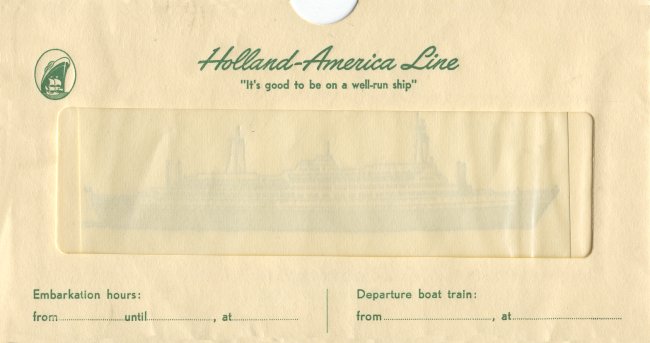 Holland-America Line
"It's good to be on a well-run ship"
Embarkation hours:
from..................until.................., at..................
Departure boat train:
from..............................., at...............................